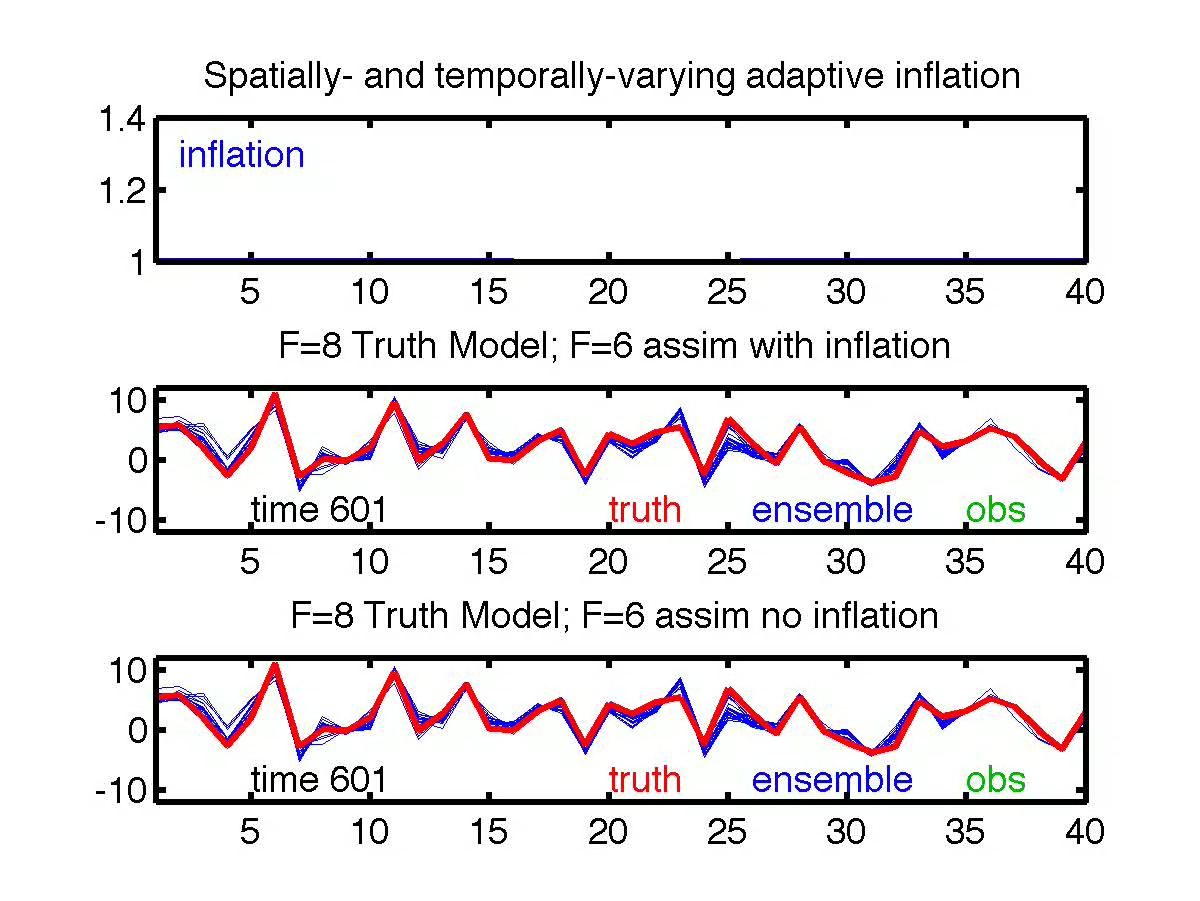 Spatially- and temporally-varying adaptive inflation
1.4
inflation
1.2
1
5 10 15 20 25 30 35 40
F=8 Truth Model; F=6 assim with inflation
10
0
-10
time 601 truth ensemble obs
5 10 15 20 25 30 35 40
F=8 Truth Model; F=6 assim no inflation
10
0
-10
time 601 truth ensemble obs
5 10 15 20 25 30 35 40